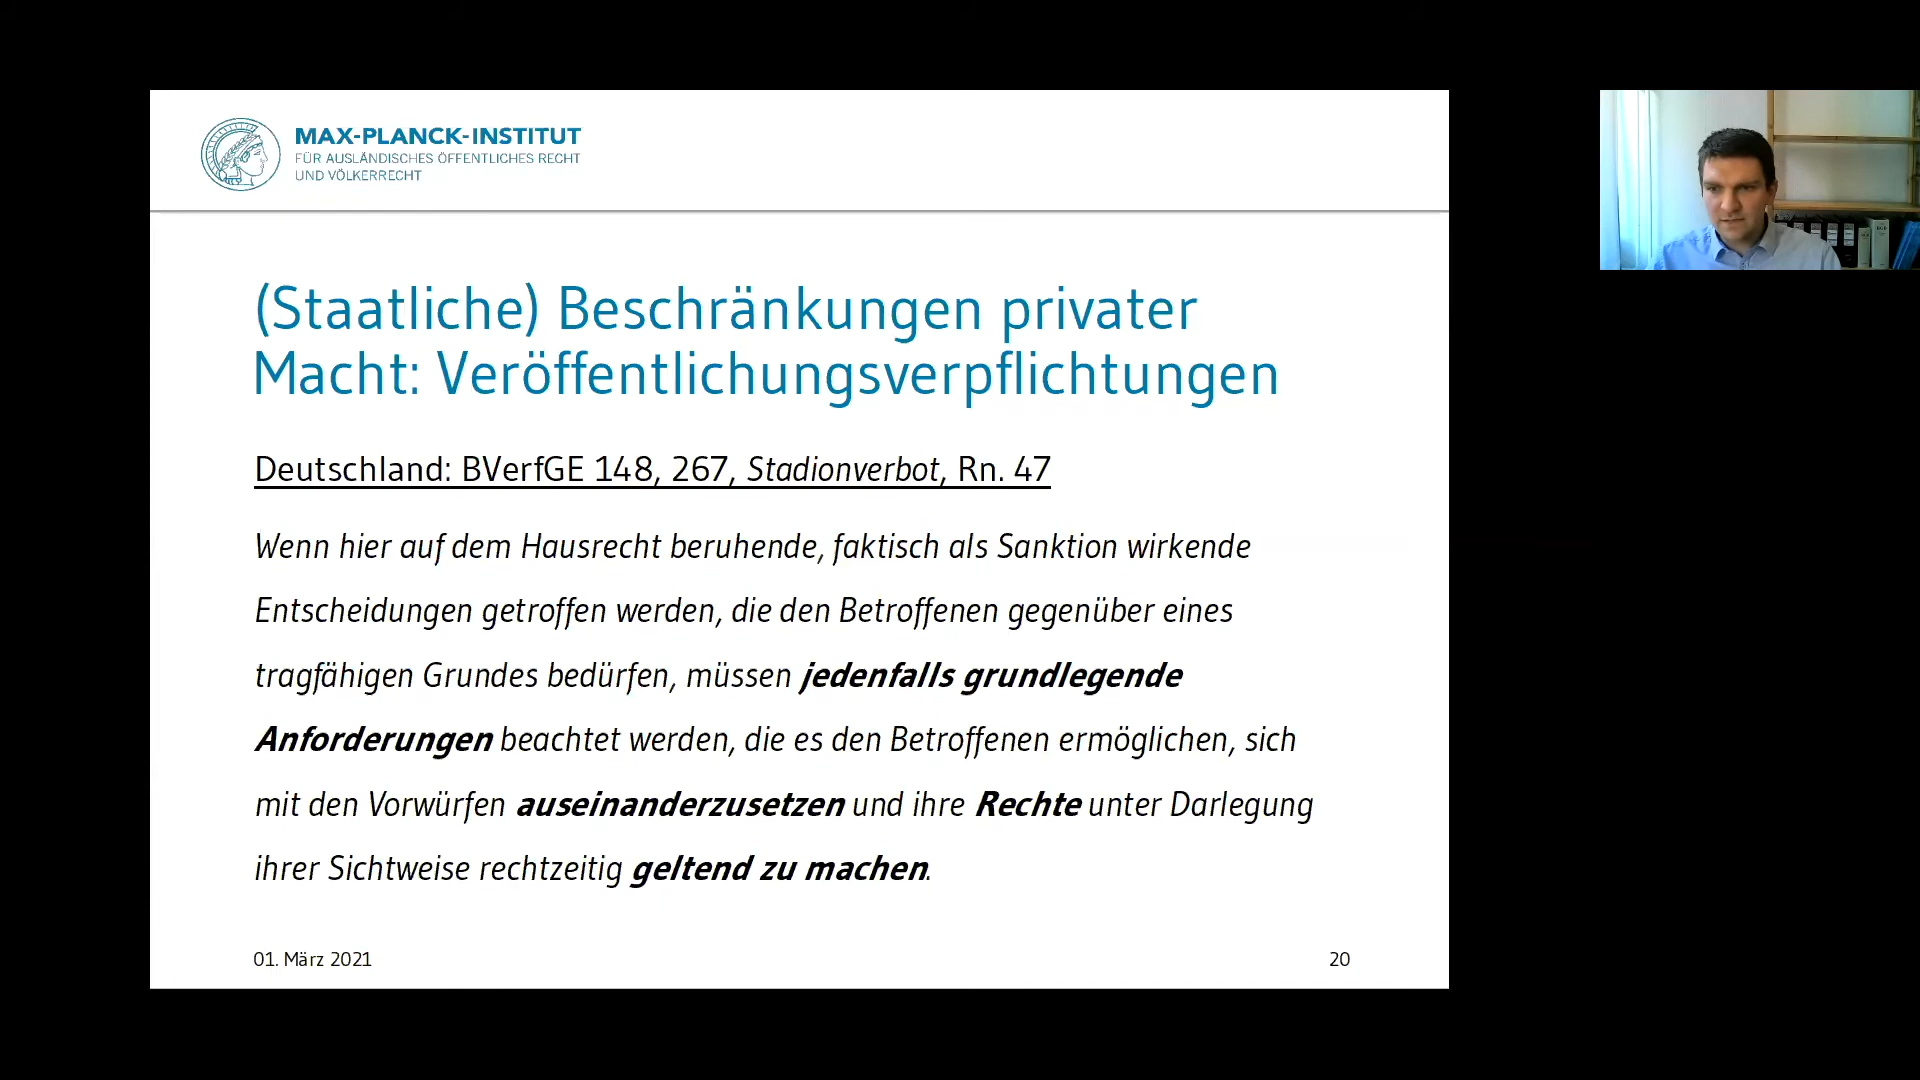 MAX-PLANCK-INSTITUT
FÜR AUSLÄNDISCHES ÖFFENTLICHES RECHT
UND VÖLKERRECHT
(Staatliche) Beschränkungen privater
Macht: Veröffentlichungsverpflichtungen
Deutschland: BVerfGE 148, 267, Stadionverbot, Rn. 47
Wenn hier auf dem Hausrecht beruhende, faktisch als Sanktion wirkende
Entscheidungen getroffen werden, die den Betroffenen gegenüber eines
tragfähigen Grundes bedürfen, müssen jedenfalls grundlegende
Anforderungen beachtet werden, die es den Betroffenen ermöglichen, sich
mit den Vorwürfen auseinanderzusetzen und ihre Rechte unter Darlegung
ihrer Sichtweise rechtzeitig geltend zu machen.
01. März 2021
20